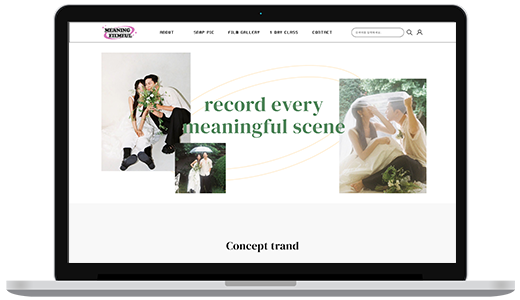 MEANING
FILMFUL
ABOUT
SNAP PIC
FILM GALLERY
1 DAY CLASS
CONTACT
record every
meaningful scene
Concept trand